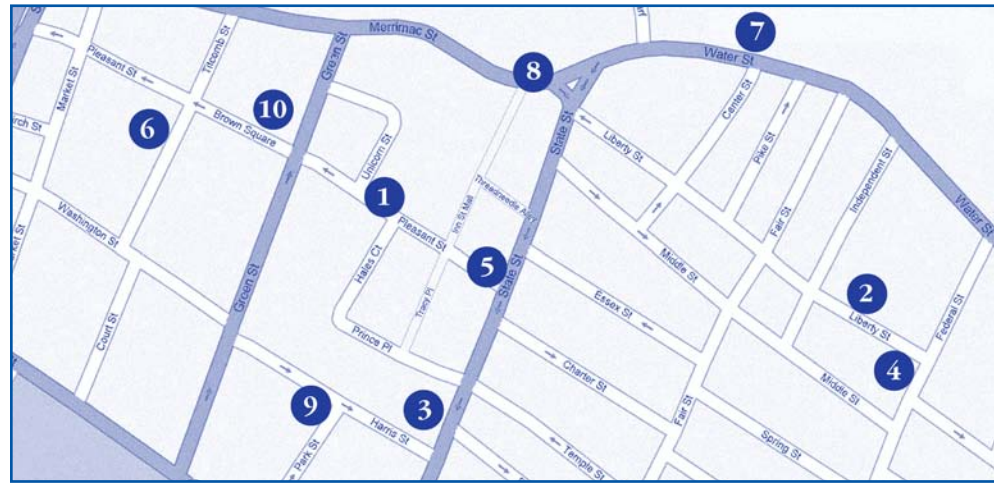 Merrimac St
Green St
Titcomb St
Pleasant St
Market St
7
Water St
8
10
6
Brown Square
Unicorn St
State St
Liberty St
Center St
Pike St
Fair St
Independent St
Water St
Threadneedle Alley
Inn St Mall
1
Pleasant St
Washington St
Hales Ct
5
State St
Middle St
Essex St
2
Liberty St
Federal St
Green St
Tracy Pl
Prince Pl
Court St
Charter St
4
Middle St
9
3
Harris St
Fair St
Spring St
Park St
Temple St